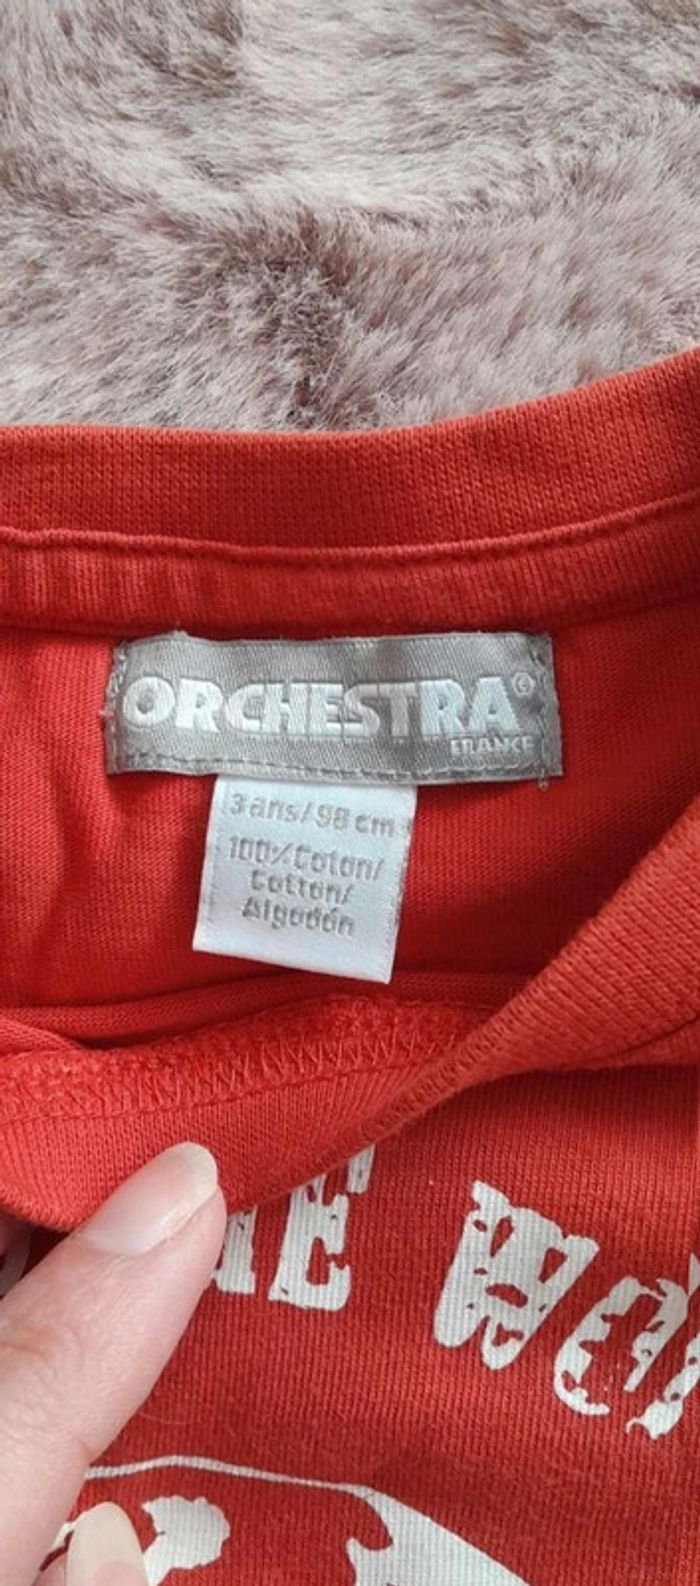 ORCHESTRA®
FRANCE
3 ans/98 cm
100% Coton/
Cotton/
Algodón